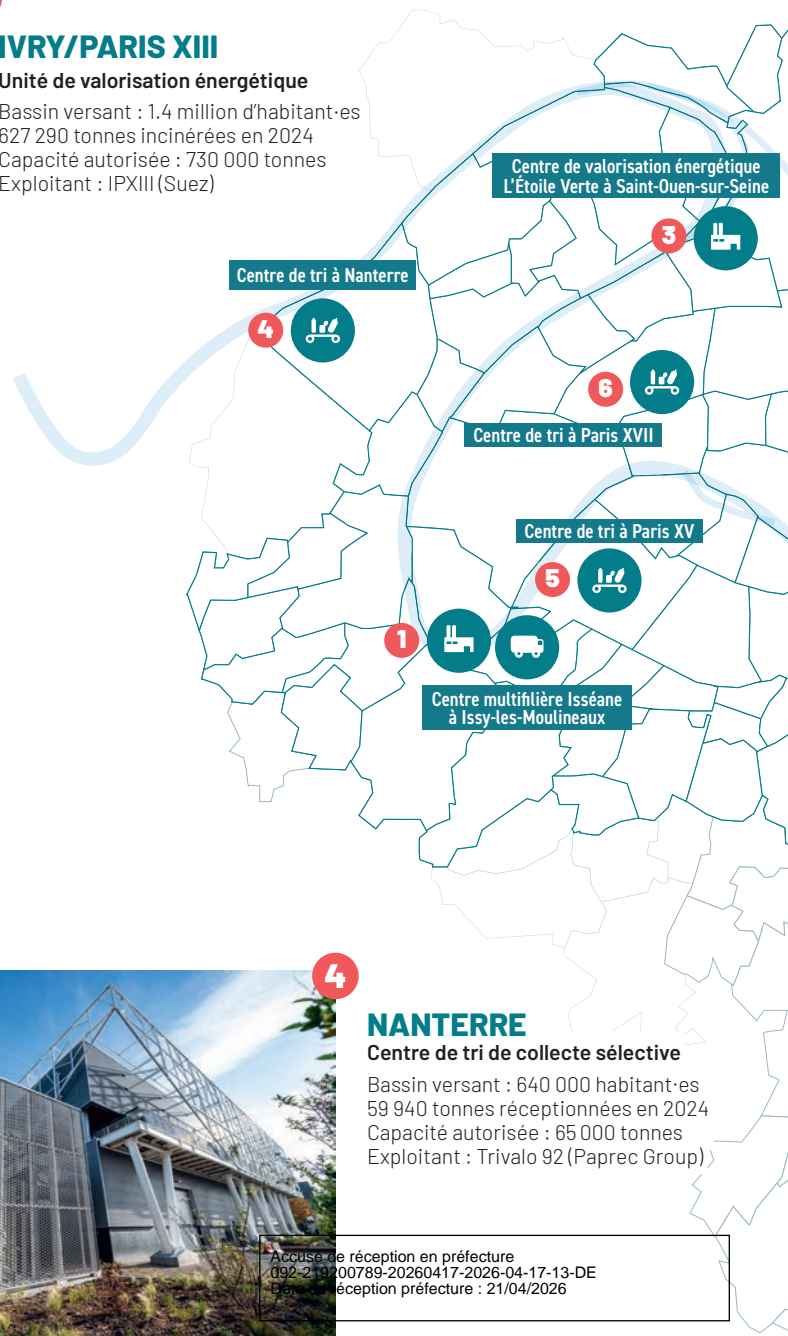 IVRY/PARIS XIII
Unité de valorisation énergétique
Bassin versant : 1.4 million d'habitant·es
627 290 tonnes incinérées en 2024
Capacité autorisée : 730 000 tonnes
Exploitant : IPXIII (Suez)
Centre de valorisation énergétique
L'Étoile Verte à Saint-Ouen-sur-Seine
3
Centre de tri à Nanterre
4
6
Centre de tri à Paris XVII
Centre de tri à Paris XV
5
1
Centre multifilière Isséane
à Issy-les-Moulineaux
4
NANTERRE
Centre de tri de collecte sélective
Bassin versant : 640 000 habitant·es
59 940 tonnes réceptionnées en 2024
Capacité autorisée : 65 000 tonnes
Exploitant : Trivalo 92 (Paprec Group)
Accusé de réception en préfecture
092-219200789-20260417-2026-04-17-13-DE
Date de réception préfecture : 21/04/2026